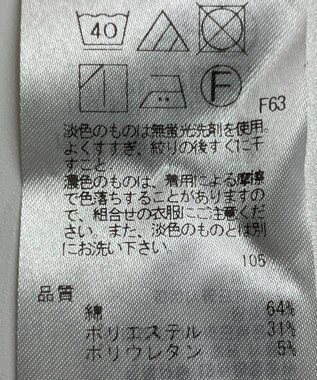 40
F
F63
淡色のものは無蛍光洗剤を使用。
よくすすぎ、絞りの後すぐに干
すこと
濃色のものは、着用による摩擦
で色落ちすることがありますの
で、組合せの衣服にご注意くだ
さい。また、淡色のものとは別
にお洗い下さい。
105
品質
綿 64%
ポリエステル 31%
ポリウレタン 5%